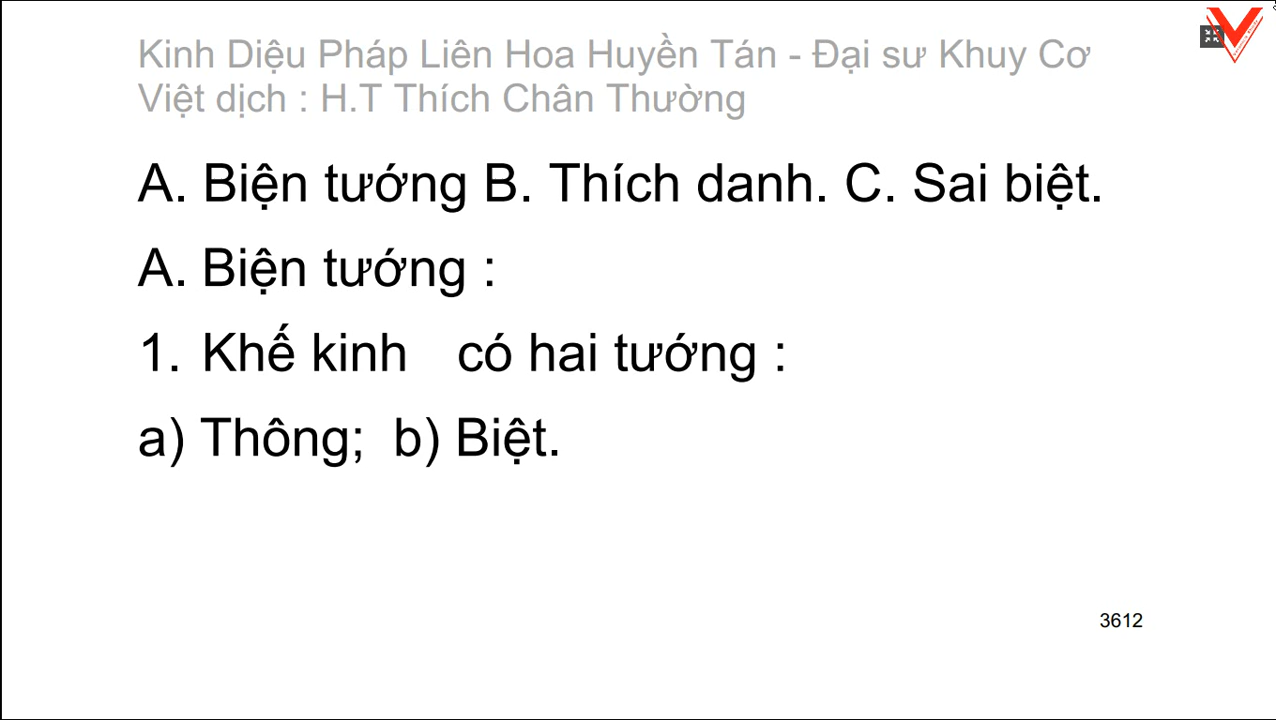 Kinh Diệu Pháp Liên Hoa Huyền Tán - Đại sư Khuy Cơ
Việt dịch : H.T Thích Chân Thường
A. Biện tướng B. Thích danh. C. Sai biệt.
A. Biện tướng :
1. Khế kinh có hai tướng :
a) Thông; b) Biệt.
3612